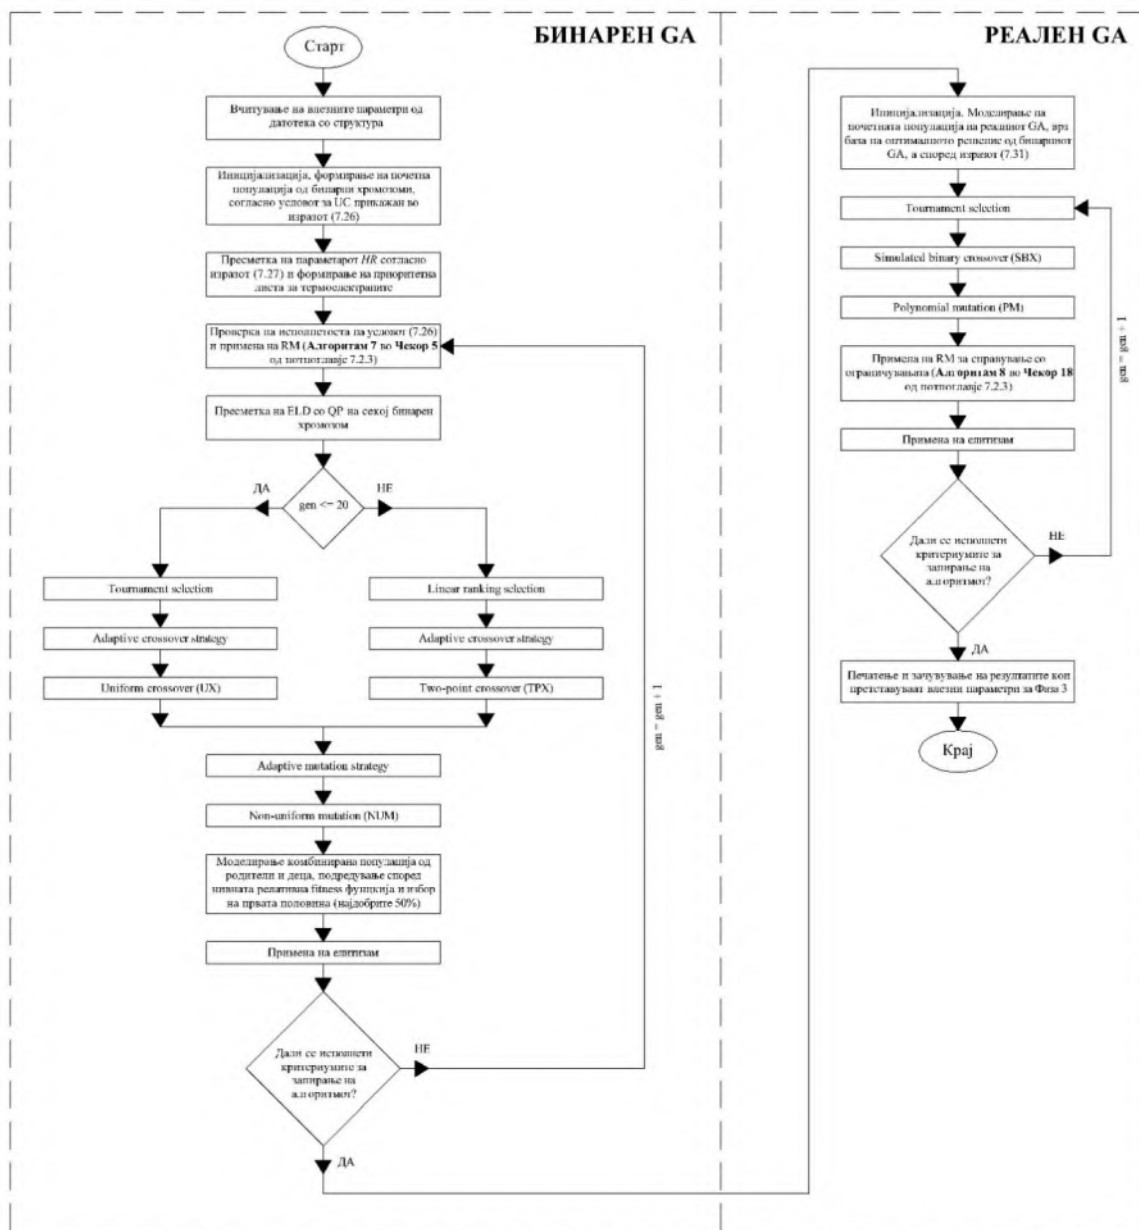 БИНАРЕН GA
Старт
Вчитување на влезните параметри од
датотека со структура
Иницијализација, формирање на почетна
популација од бинарни хромозоми,
согласно условот за UC прикажан во
изразот (7.26)
Пресметка на параметарот HR согласно
изразот (7.27) и формирање на приоритетна
листа за термоелектраните
Проверка на исполнетоста на условот (7.26)
и примена на RM (Алгоритам 7 во Чекор 5
од потпоглавје 7.2.3)
Пресметка на ELD со QP на секој бинарен
хромозом
ДА
НЕ
gen <= 20
Tournament selection
Linear ranking selection
Adaptive crossover strategy
Adaptive crossover strategy
Uniform crossover (UX)
Two-point crossover (TPX)
gen = gen + 1
Adaptive mutation strategy
Non-uniform mutation (NUM)
Моделирање комбинирана популација од
родители и деца, подредување според
нивната релативна fitness функција и избор
на првата половина (најдобрите 50%)
Примена на елитизам
Дали се исполнети
критериумите за
запирање на
алгоритмот?
НЕ
ДА
РЕАЛЕН GA
Иницијализација. Моделирање на
почетната популација на реалниот GA, врз
база на оптималното решение од бинарниот
GA, а според изразот (7.31)
Tournament selection
Simulated binary crossover (SBX)
Polynomial mutation (PM)
gen = gen + 1
Примена на RM за справување со
ограничувањата (Алгоритам 8 во Чекор 18
од потпоглавје 7.2.3)
Примена на елитизам
Дали се исполнети
критериумите за
запирање на
алгоритмот?
НЕ
ДА
Печатење и зачувување на резултатите кои
претставуваат влезни параметри за Фаза 3
Крај